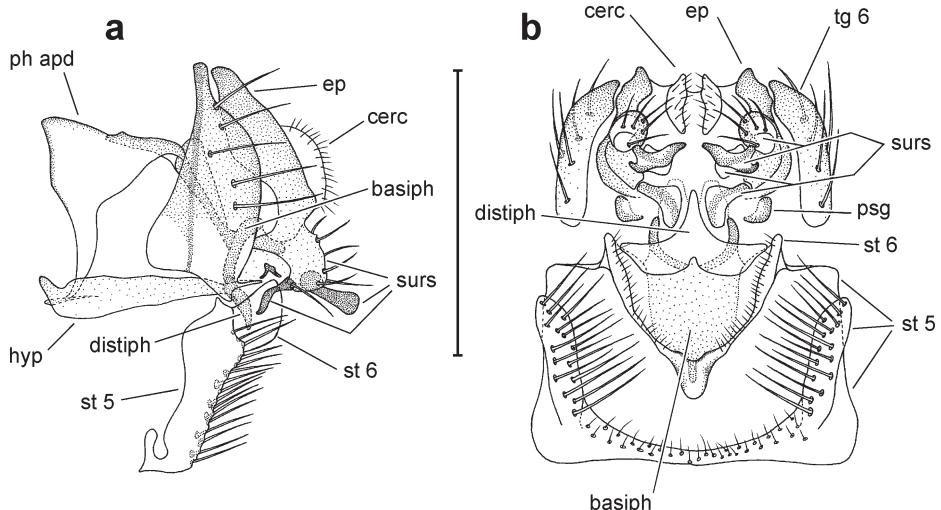 a
ph apd
ep
cerc
basiph
surs
hyp
distiph
st 6
st 5
b
cerc
ep
tg 6
surs
distiph
psg
st 6
st 5
basiph